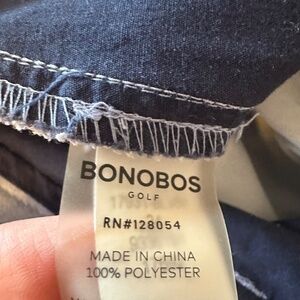 BONOBOS
GOLF
RN#128054
MADE IN CHINA
100% POLYESTER